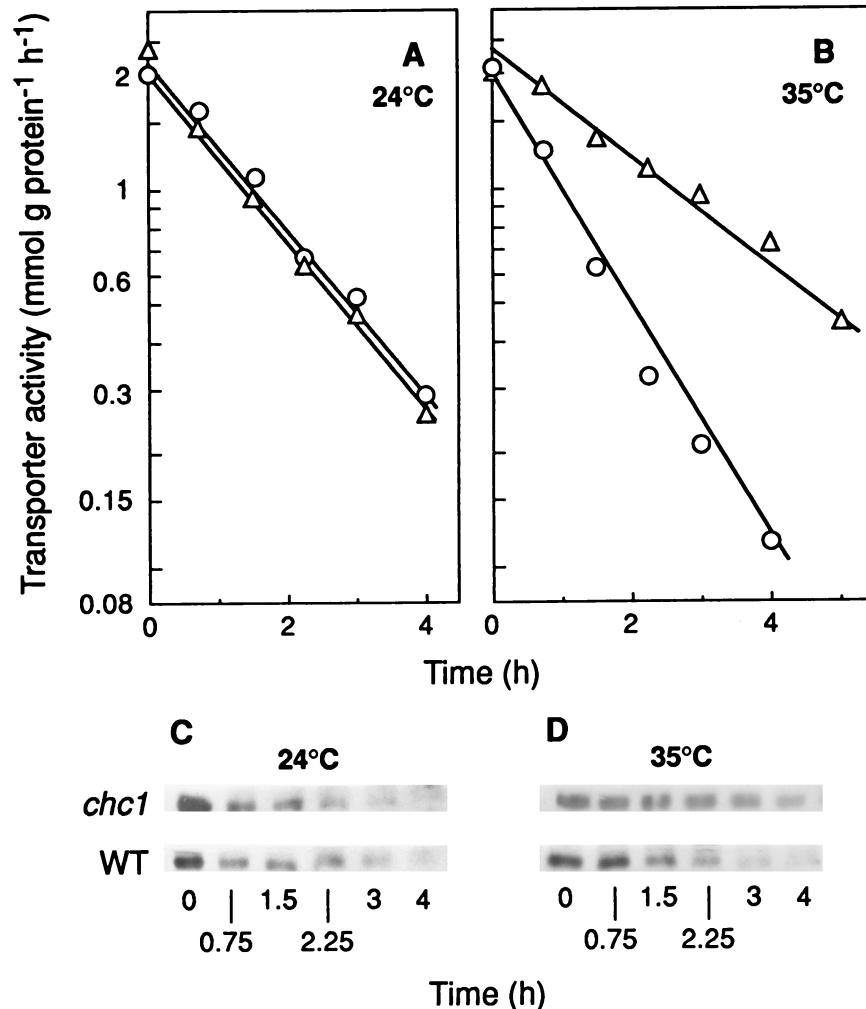 Transporter activity (mmol g protein⁻¹ h⁻¹)
A
24°C
B
35°C
2
1
0.6
0.3
0.15
0.08
0 2 4
0 2 4
Time (h)
C
24°C
D
35°C
chc1
WT
0 1.5 3 4
0.75 2.25
0 1.5 3 4
0.75 2.25
Time (h)